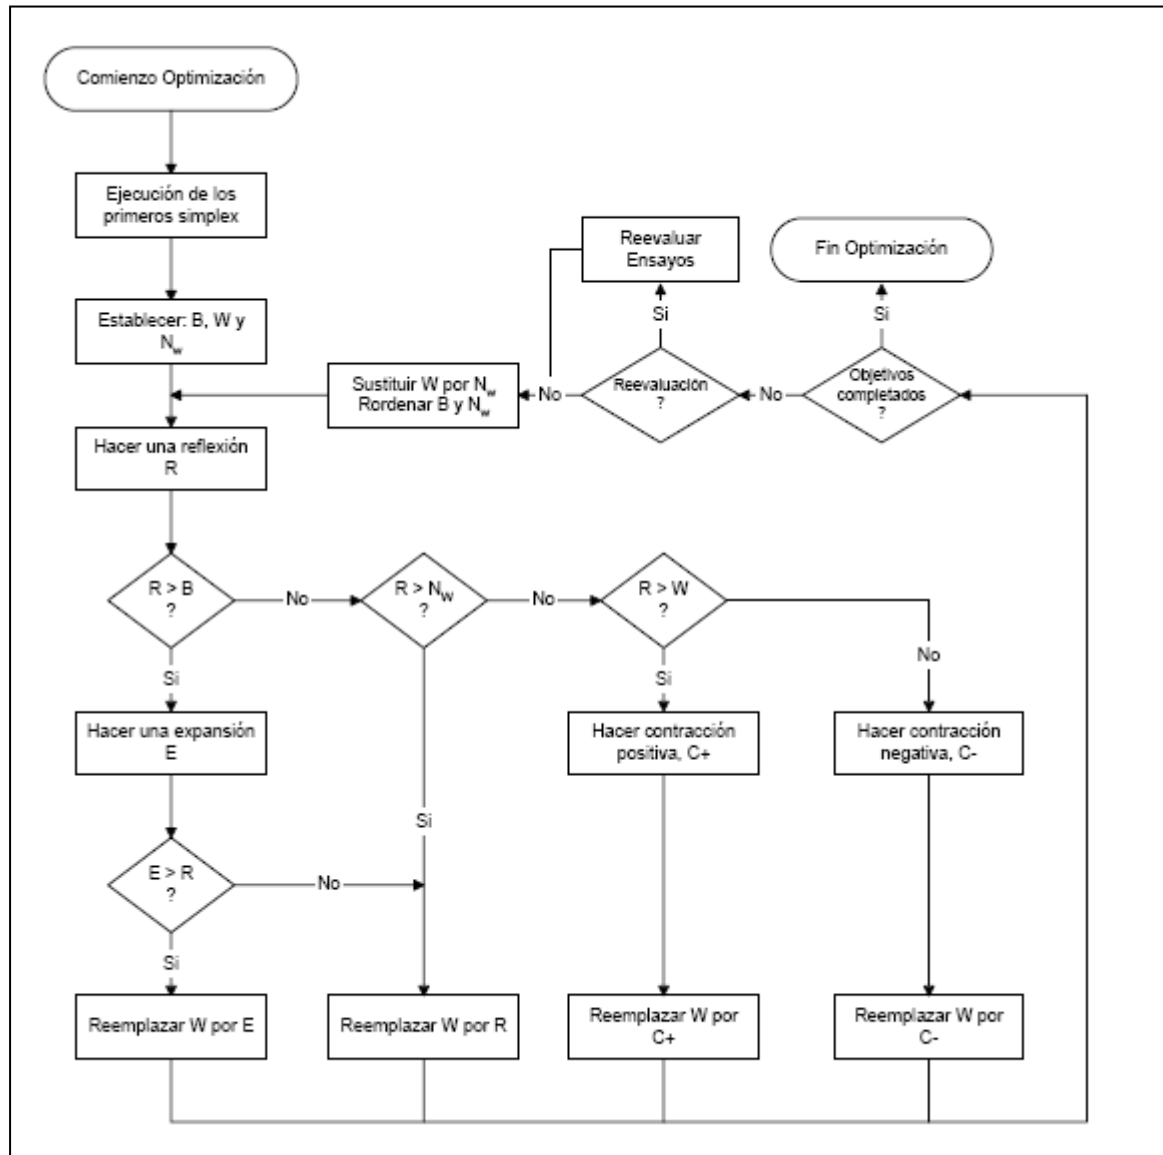 Comienzo Optimización
Ejecución de los
primeros simplex
Reevaluar
Ensayos
Fin Optimización
Si
Si
Establecer: B, W y
Nw
Sustituir W por Nw
Rordenar B y Nw
No
Reevaluación
?
No
Objetivos
completados
?
Hacer una reflexión
R
R > B
?
No
R > Nw
?
No
R > W
?
No
Si
Si
Hacer una expansión
E
Hacer contracción
positiva, C+
Hacer contracción
negativa, C-
Si
E > R
?
No
Si
Reemplazar W por E
Reemplazar W por R
Reemplazar W por
C+
Reemplazar W por
C-